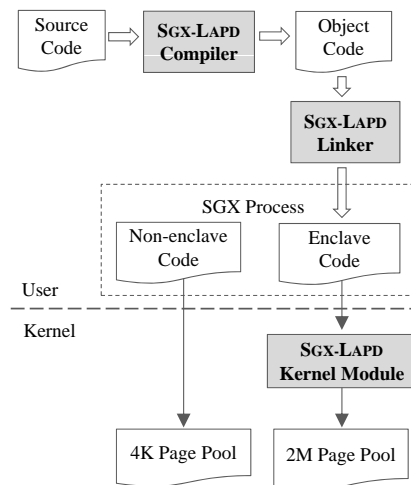 Source
Code
SGX-LAPD
Compiler
Object
Code
SGX-LAPD
Linker
SGX Process
Non-enclave
Code
Enclave
Code
User
Kernel
SGX-LAPD
Kernel Module
4K Page Pool
2M Page Pool